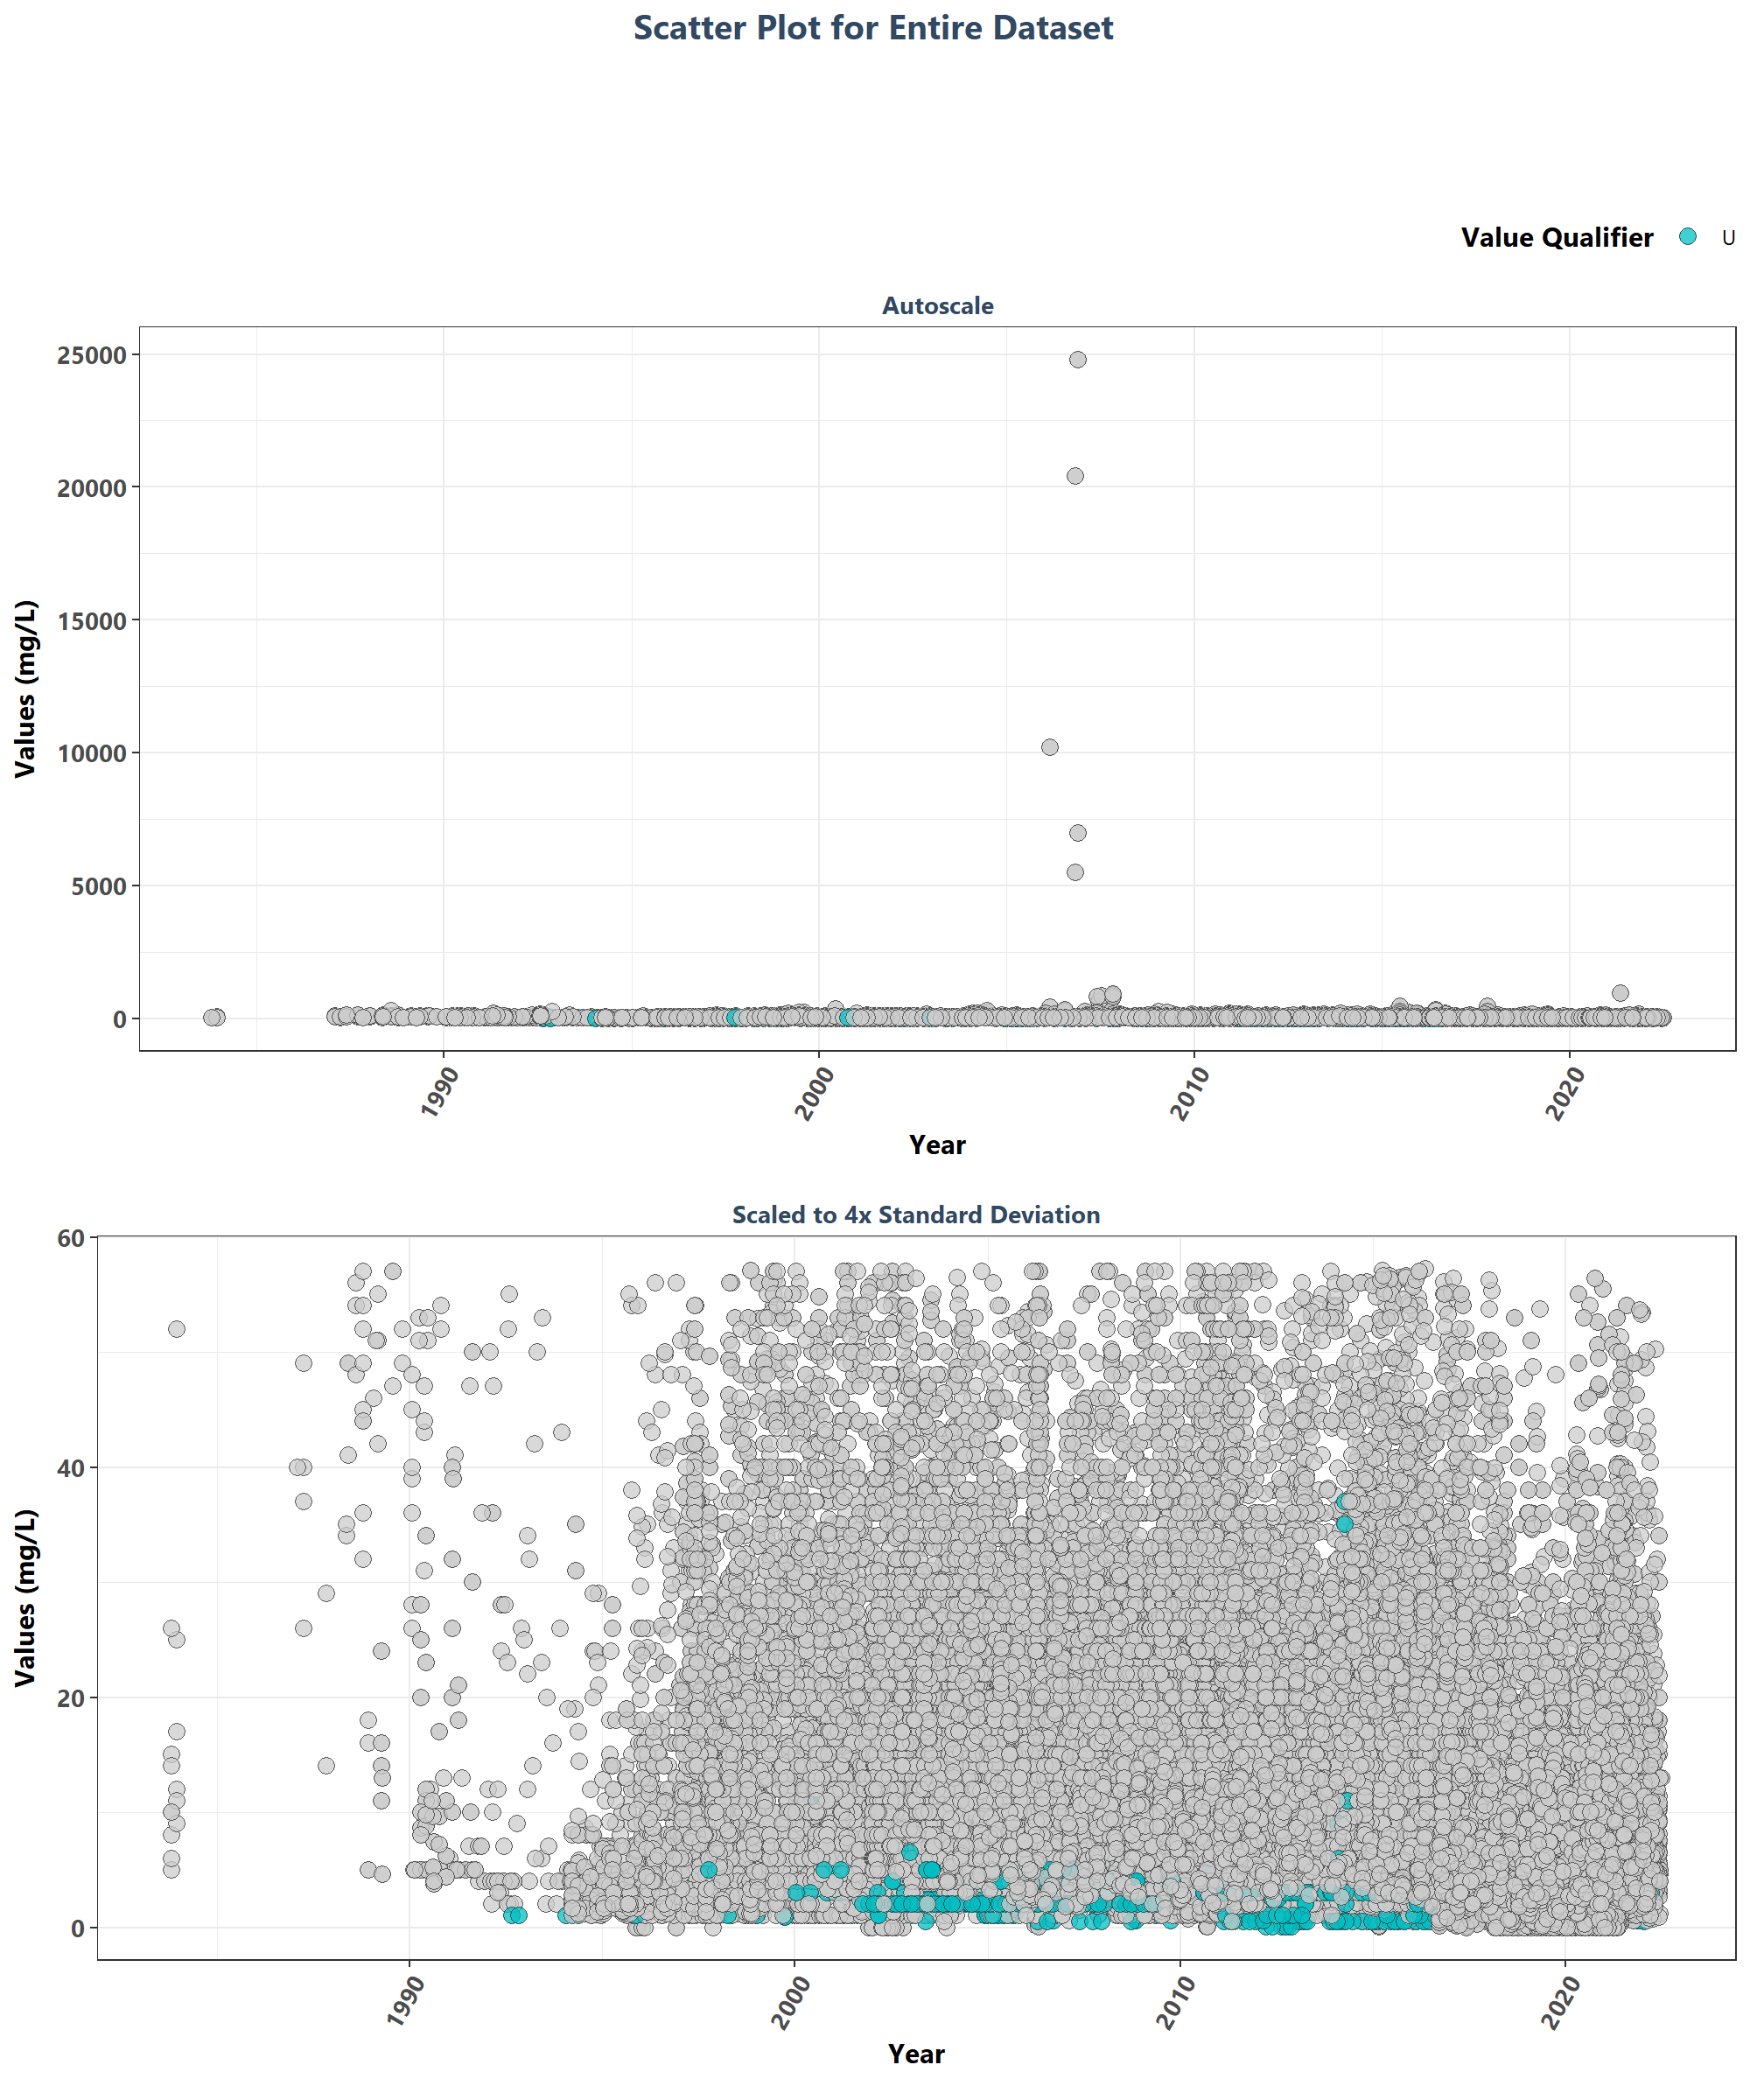 Scatter Plot for Entire Dataset
Value Qualifier U
Autoscale
Values (mg/L)
25000
20000
15000
10000
5000
0
1990 2000 2010 2020
Year
Scaled to 4x Standard Deviation
Values (mg/L)
60
40
20
0
1990 2000 2010 2020
Year